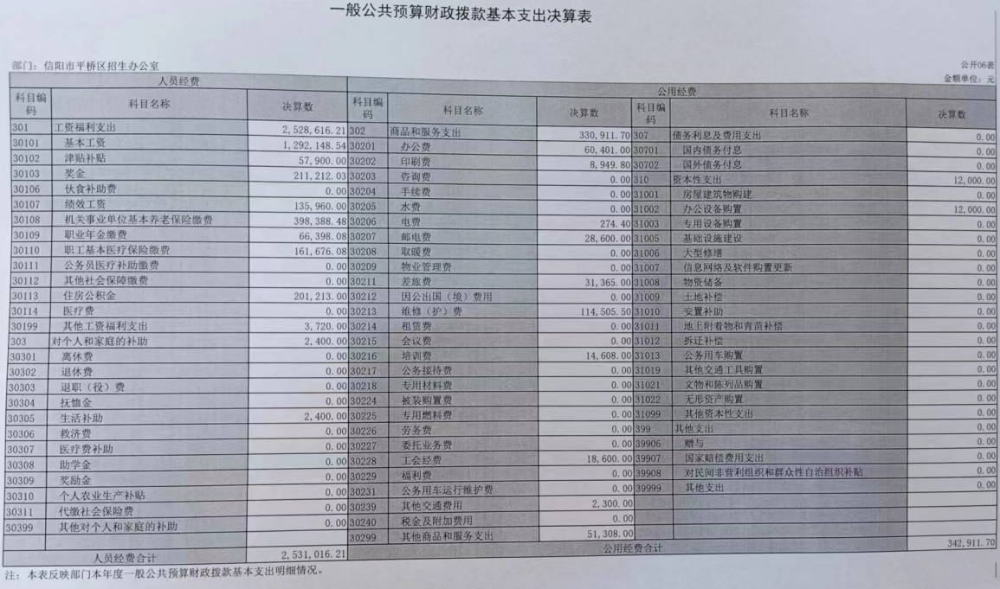 一般公共预算财政拨款基本支出决算表
公开06表
部门：信阳市平桥区招生办公室 金额单位：元
人员经费 公用经费
科目编码 科目名称 决算数 科目编码 科目名称 决算数 科目编码 科目名称 决算数
301 工资福利支出 2,528,616.21 302 商品和服务支出 330,911.70 307 债务利息及费用支出 0.00
30101 基本工资 1,292,148.54 30201 办公费 60,401.00 30701 国内债务付息 0.00
30102 津贴补贴 57,900.00 30202 印刷费 8,949.80 30702 国外债务付息 0.00
30103 奖金 211,212.03 30203 咨询费 0.00 310 资本性支出 12,000.00
30106 伙食补助费 0.00 30204 手续费 0.00 31001 房屋建筑物购建 0.00
30107 绩效工资 135,960.00 30205 水费 0.00 31002 办公设备购置 12,000.00
30108 机关事业单位基本养老保险缴费 398,388.48 30206 电费 274.40 31003 专用设备购置 0.00
30109 职业年金缴费 66,398.08 30207 邮电费 28,600.00 31005 基础设施建设 0.00
30110 职工基本医疗保险缴费 161,676.08 30208 取暖费 0.00 31006 大型修缮 0.00
30111 公务员医疗补助缴费 0.00 30209 物业管理费 0.00 31007 信息网络及软件购置更新 0.00
30112 其他社会保障缴费 0.00 30211 差旅费 31,365.00 31008 物资储备 0.00
30113 住房公积金 201,213.00 30212 因公出国（境）费用 0.00 31009 土地补偿 0.00
30114 医疗费 0.00 30213 维修（护）费 114,505.50 31010 安置补助 0.00
30199 其他工资福利支出 3,720.00 30214 租赁费 0.00 31011 地上附着物和青苗补偿 0.00
303 对个人和家庭的补助 2,400.00 30215 会议费 0.00 31012 拆迁补偿 0.00
30301 离休费 0.00 30216 培训费 14,608.00 31013 公务用车购置 0.00
30302 退休费 0.00 30217 公务接待费 0.00 31019 其他交通工具购置 0.00
30303 退职（役）费 0.00 30218 专用材料费 0.00 31021 文物和陈列品购置 0.00
30304 抚恤金 0.00 30224 被装购置费 0.00 31022 无形资产购置 0.00
30305 生活补助 2,400.00 30225 专用燃料费 0.00 31099 其他资本性支出 0.00
30306 救济费 0.00 30226 劳务费 0.00 399 其他支出 0.00
30307 医疗费补助 0.00 30227 委托业务费 0.00 39906 赠与 0.00
30308 助学金 0.00 30228 工会经费 18,600.00 39907 国家赔偿费用支出 0.00
30309 奖励金 0.00 30229 福利费 0.00 39908 对民间非营利组织和群众性自治组织补贴 0.00
30310 个人农业生产补贴 0.00 30231 公务用车运行维护费 0.00 39999 其他支出 0.00
30311 代缴社会保险费 0.00 30239 其他交通费用 2,300.00
30399 其他对个人和家庭的补助 0.00 30240 税金及附加费用 0.00
30299 其他商品和服务支出 51,308.00
人员经费合计 2,531,016.21 公用经费合计 342,911.70
注：本表反映部门本年度一般公共预算财政拨款基本支出明细情况。